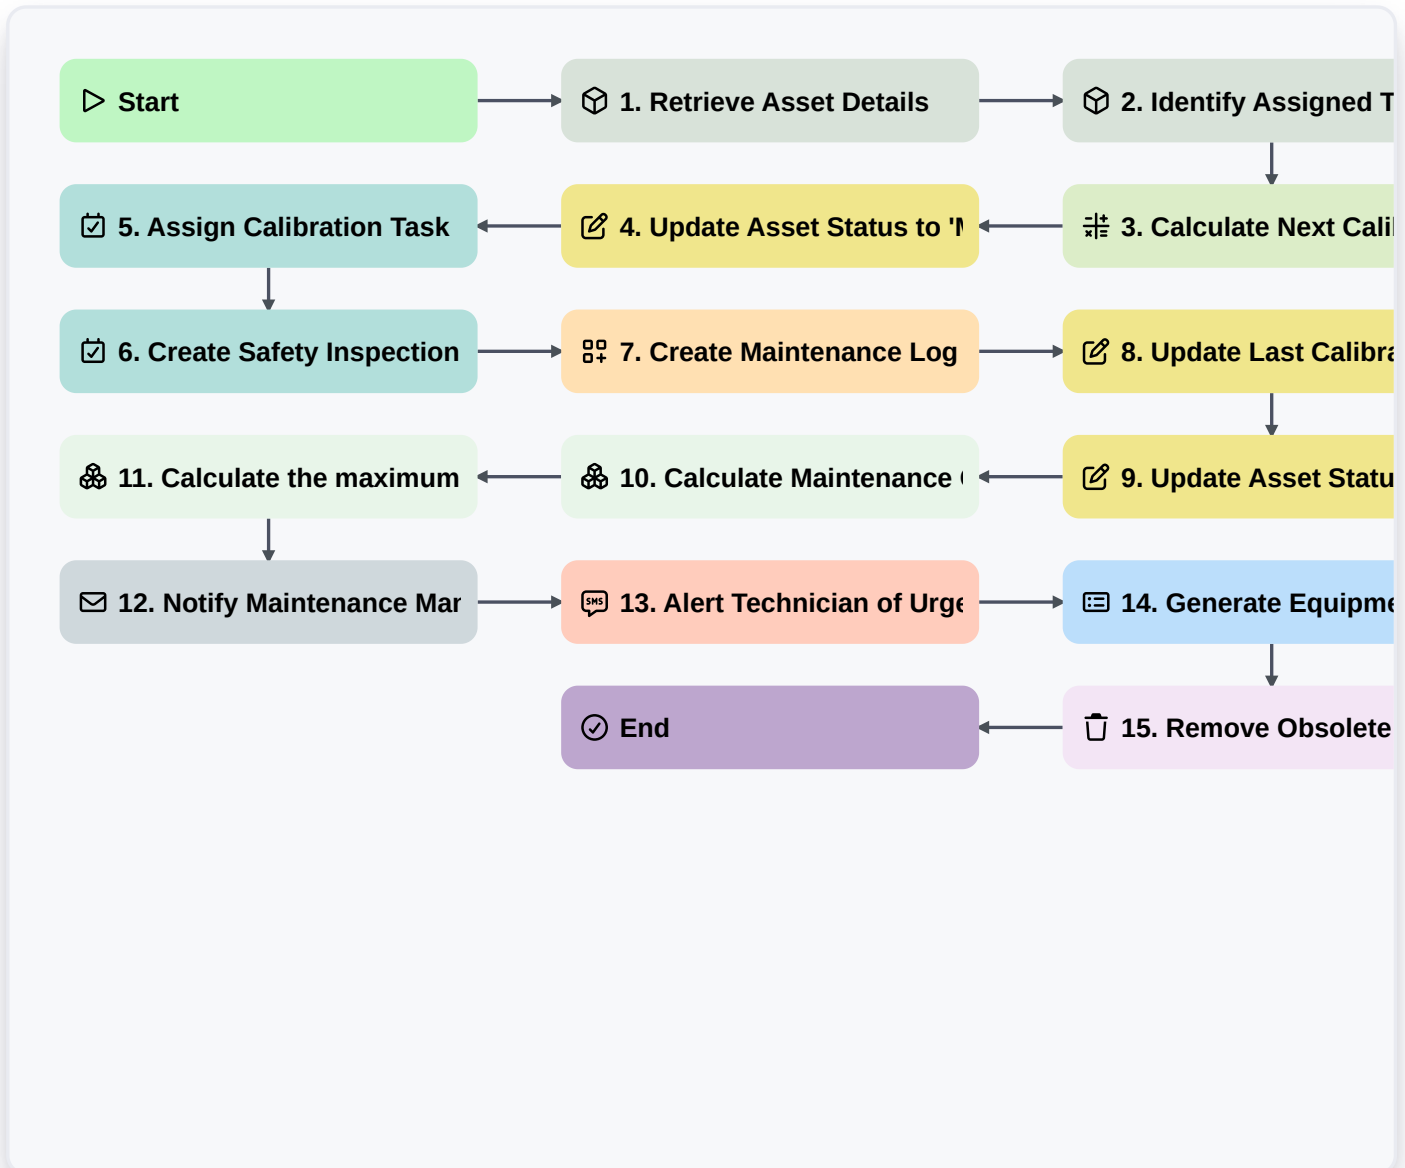 Start
1. Retrieve Asset Details
2. Identify Assigned
5. Assign Calibration Task
4. Update Asset Status to
3. Calculate Next
6. Create Safety Inspection
7. Create Maintenance Log
8. Update Last
11. Calculate the maximum
10. Calculate Maintenance
9. Update Asset
12. Notify Maintenance
SMS
13. Alert Technician of
14. Generate
End
15. Remove Obsolete